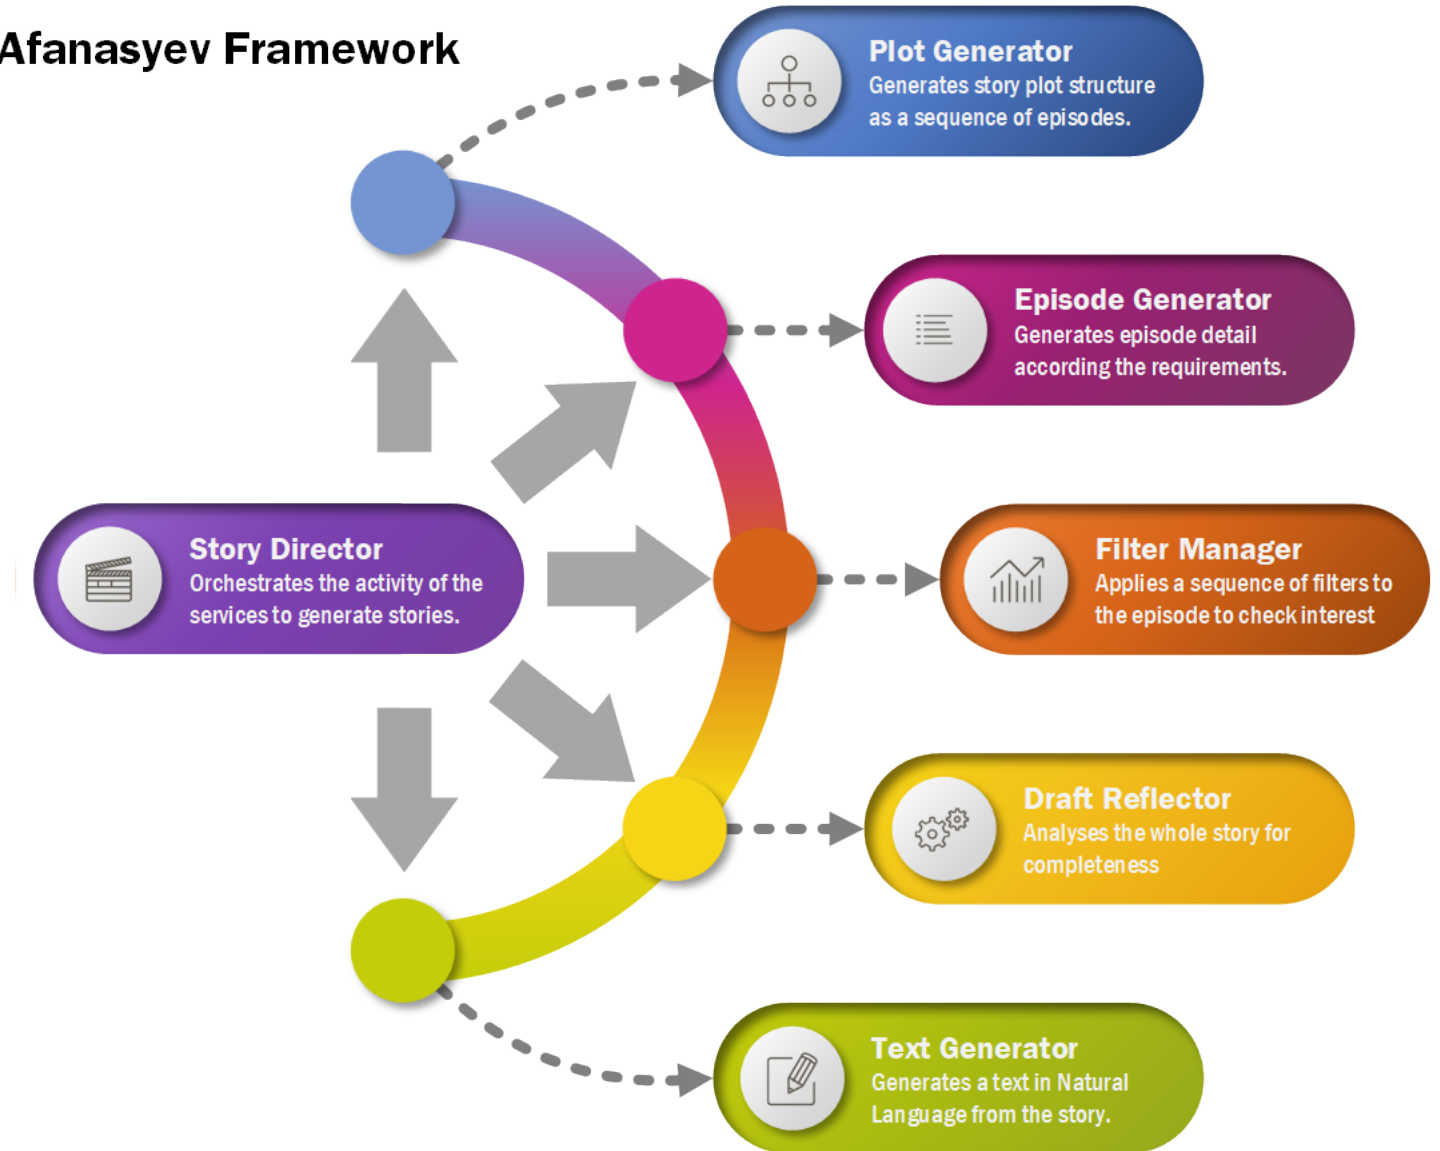 Afanasyev Framework
Plot Generator
Generates story plot structure
as a sequence of episodes.
Episode Generator
Generates episode detail
according the requirements.
Story Director
Orchestrates the activity of the
services to generate stories.
Filter Manager
Applies a sequence of filters to
the episode to check interest
Draft Reflector
Analyses the whole story for
completeness
Text Generator
Generates a text in Natural
Language from the story.